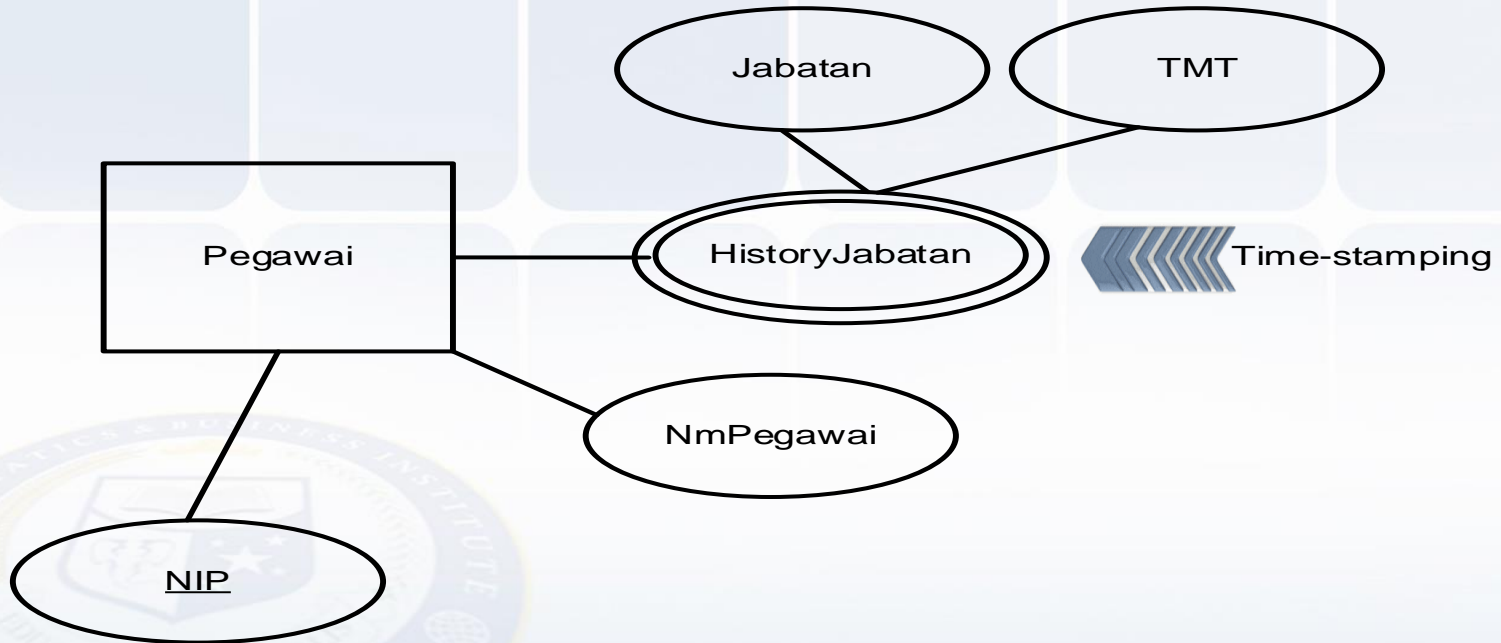 Jabatan
TMT
Pegawai
HistoryJabatan
Time-stamping
NmPegawai
NIP